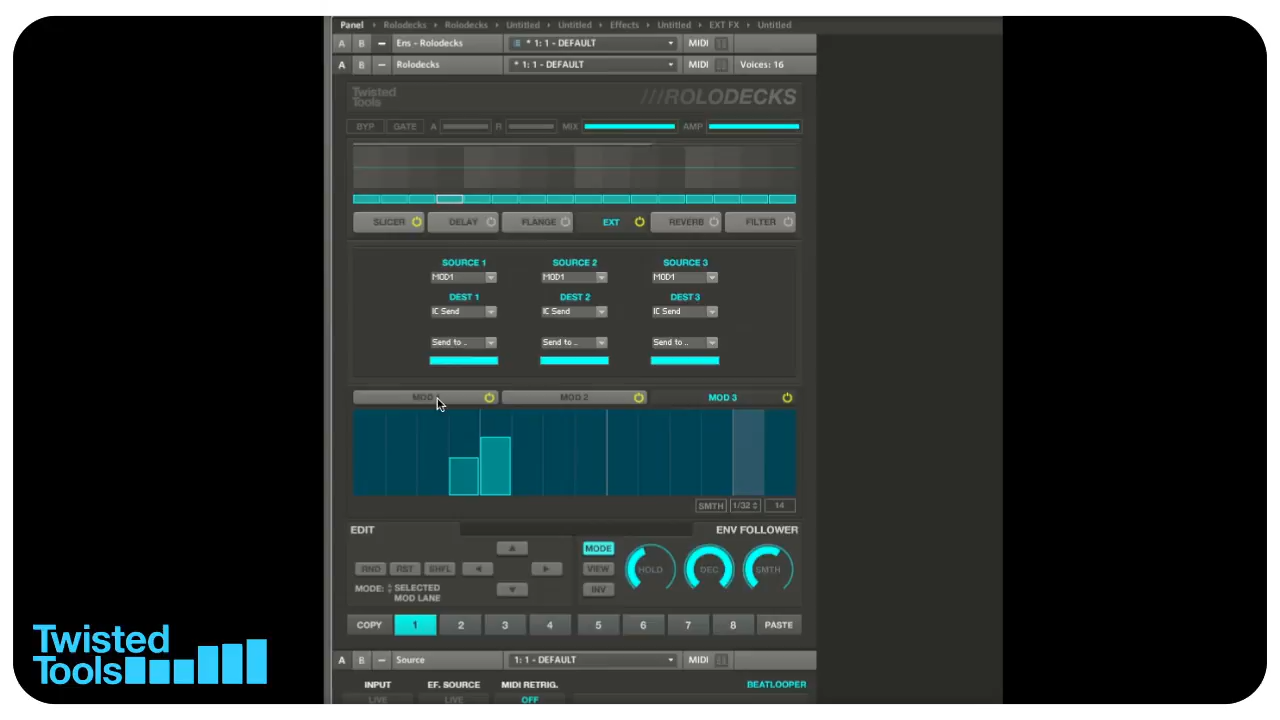 Panel Rolodecks Rolodecks Untitled Untitled Effects Untitled EXT FX Untitled
A B Ens - Rolodecks * 1: 1 - DEFAULT MIDI
A B Rolodecks * 1: 1 - DEFAULT MIDI Voices: 16
Twisted
Tools
///ROLODECKS
BYP GATE A R MIX AMP
SLICER DELAY FLANGE EXT REVERB FILTER
SOURCE 1 SOURCE 2 SOURCE 3
MOD1 MOD1 MOD1
DEST 1 DEST 2 DEST 3
IC Send IC Send IC Send
Send to .. Send to .. Send to ..
MOD MOD 2 MOD 3
SMTH 1/32 14
EDIT ENV FOLLOWER
MODE
RND RST SHFL VIEW HOLD DEC SMTH
MODE: SELECTED INV
MOD LANE
COPY 1 2 3 4 5 6 7 8 PASTE
A B Source 1: 1 - DEFAULT MIDI
INPUT EF. SOURCE MIDI RETRIG. BEATLOOPER
LIVE LIVE OFF
Twisted
Tools